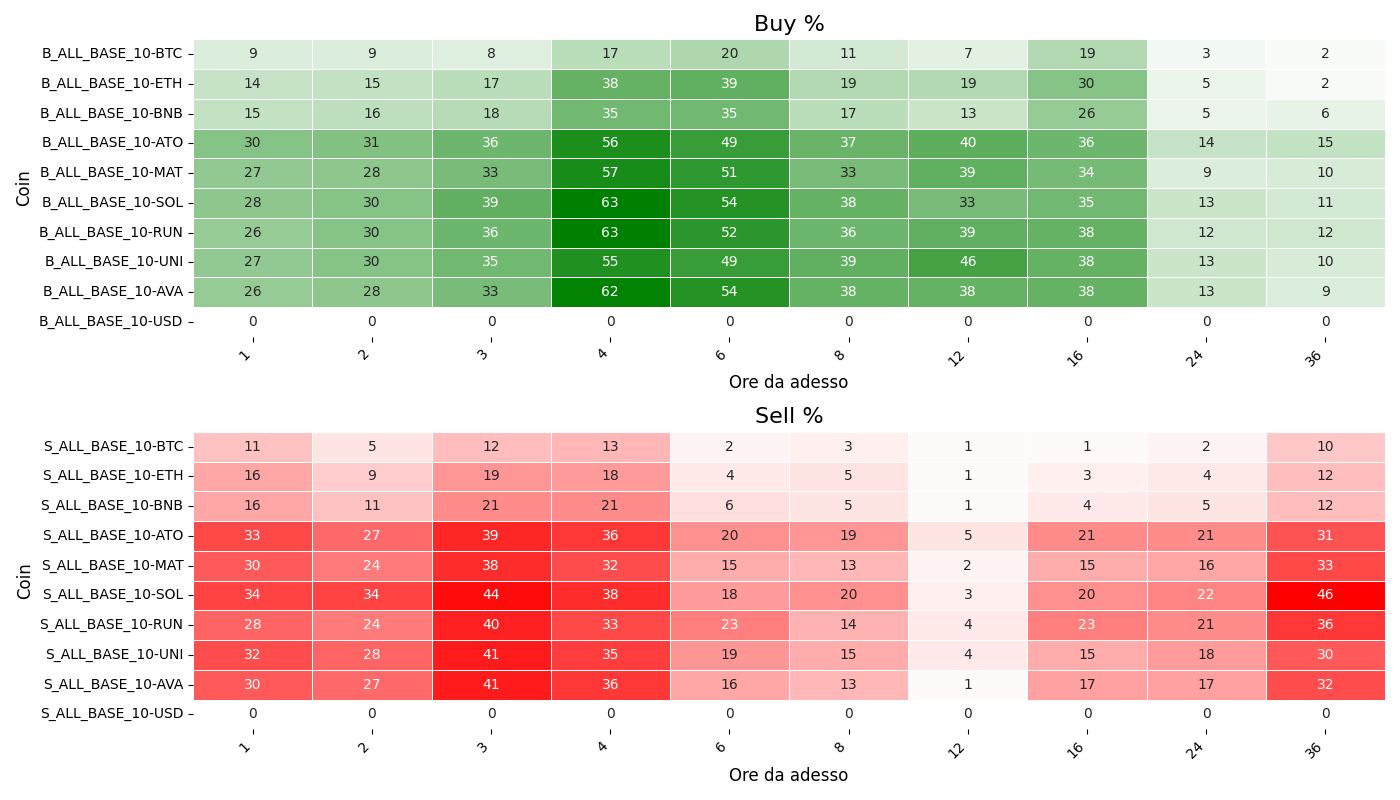 Buy %
Coin
B_ALL_BASE_10-BTC 9 9 8 17 20 11 7 19 3 2
B_ALL_BASE_10-ETH 14 15 17 38 39 19 19 30 5 2
B_ALL_BASE_10-BNB 15 16 18 35 35 17 13 26 5 6
B_ALL_BASE_10-ATO 30 31 36 56 49 37 40 36 14 15
B_ALL_BASE_10-MAT 27 28 33 57 51 33 39 34 9 10
B_ALL_BASE_10-SOL 28 30 39 63 54 38 33 35 13 11
B_ALL_BASE_10-RUN 26 30 36 63 52 36 39 38 12 12
B_ALL_BASE_10-UNI 27 30 35 55 49 39 46 38 13 10
B_ALL_BASE_10-AVA 26 28 33 62 54 38 38 38 13 9
B_ALL_BASE_10-USD 0 0 0 0 0 0 0 0 0 0
1 2 3 4 6 8 12 16 24 36
Ore da adesso
Sell %
Coin
S_ALL_BASE_10-BTC 11 5 12 13 2 3 1 1 2 10
S_ALL_BASE_10-ETH 16 9 19 18 4 5 1 3 4 12
S_ALL_BASE_10-BNB 16 11 21 21 6 5 1 4 5 12
S_ALL_BASE_10-ATO 33 27 39 36 20 19 5 21 21 31
S_ALL_BASE_10-MAT 30 24 38 32 15 13 2 15 16 33
S_ALL_BASE_10-SOL 34 34 44 38 18 20 3 20 22 46
S_ALL_BASE_10-RUN 28 24 40 33 23 14 4 23 21 36
S_ALL_BASE_10-UNI 32 28 41 35 19 15 4 15 18 30
S_ALL_BASE_10-AVA 30 27 41 36 16 13 1 17 17 32
S_ALL_BASE_10-USD 0 0 0 0 0 0 0 0 0 0
1 2 3 4 6 8 12 16 24 36
Ore da adesso